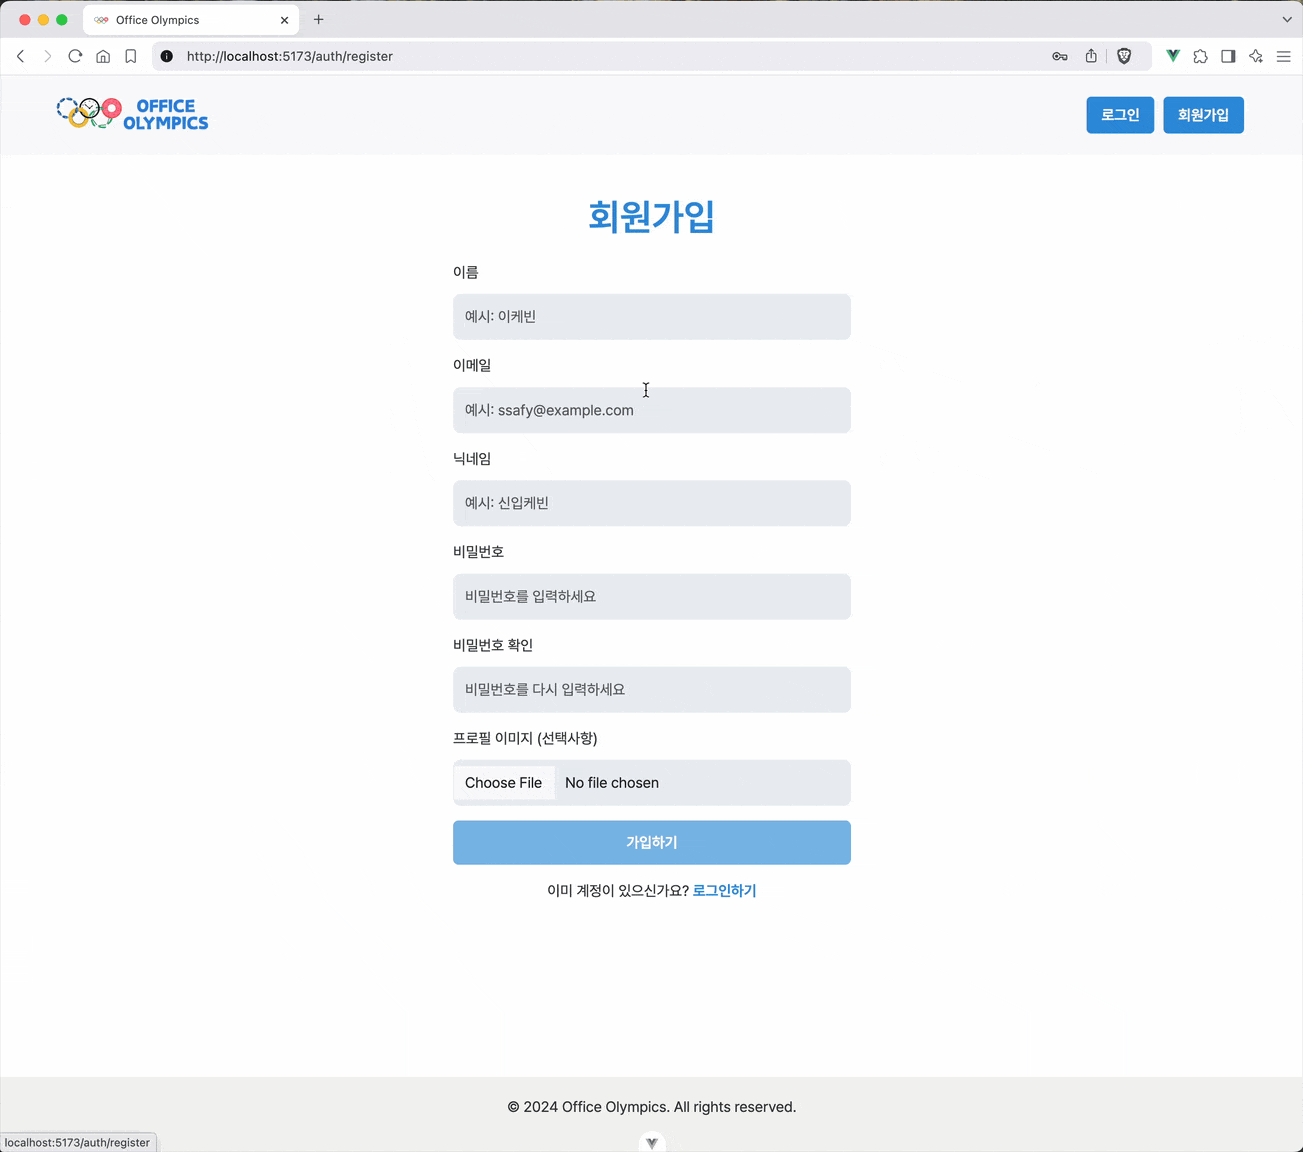 Office Olympics
http://localhost:5173/auth/register
OFFICE
OLYMPICS
로그인
회원가입
회원가입
이름
예시: 이케빈
이메일
예시: ssafy@example.com
닉네임
예시: 신입케빈
비밀번호
비밀번호를 입력하세요
비밀번호 확인
비밀번호를 다시 입력하세요
프로필 이미지 (선택사항)
Choose File No file chosen
가입하기
이미 계정이 있으신가요? 로그인하기
© 2024 Office Olympics. All rights reserved.
localhost:5173/auth/register